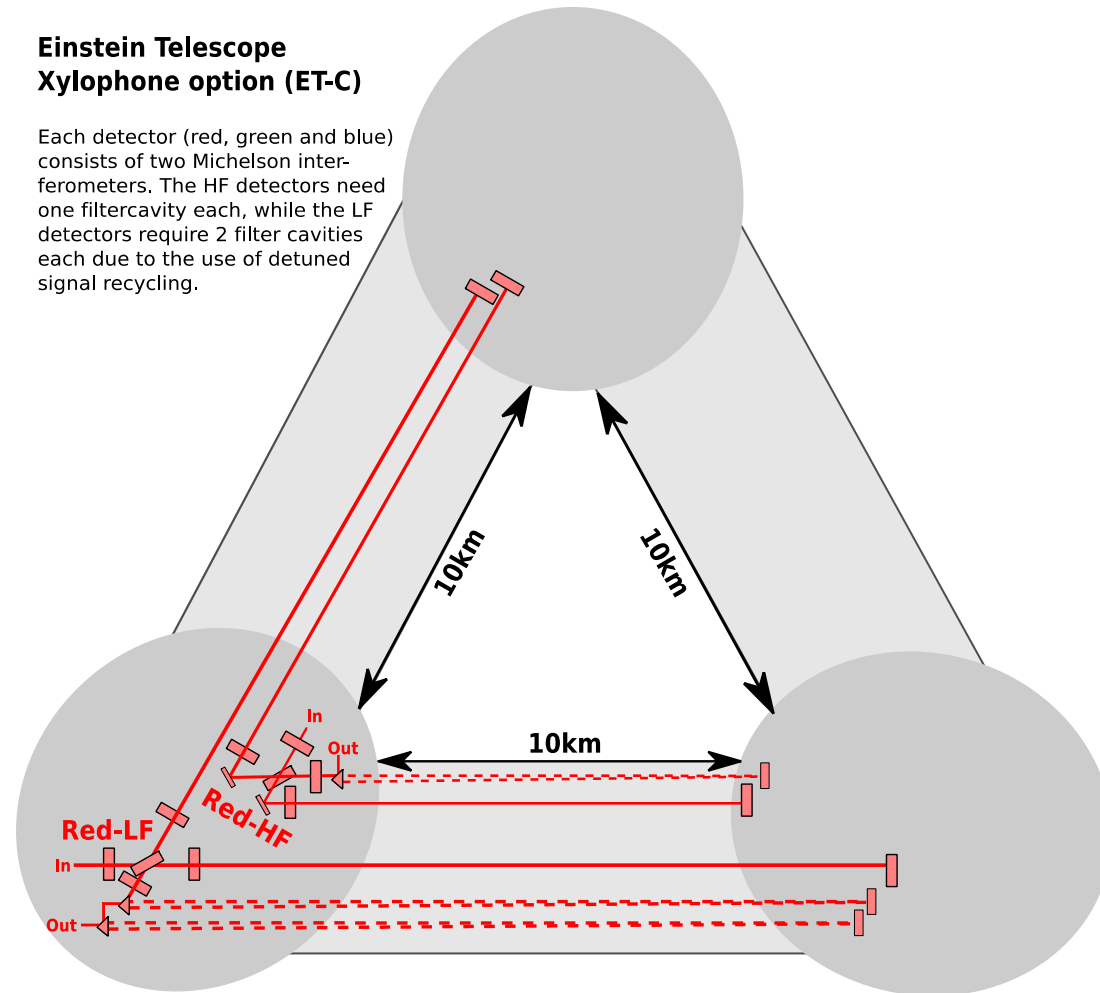 Einstein Telescope
Xylophone option (ET-C)
Each detector (red, green and blue)
consists of two Michelson inter-
ferometers. The HF detectors need
one filtercavity each, while the LF
detectors require 2 filter cavities
each due to the use of detuned
signal recycling.
10km
10km
In
Out
10km
Red-HF
Red-LF
In
Out